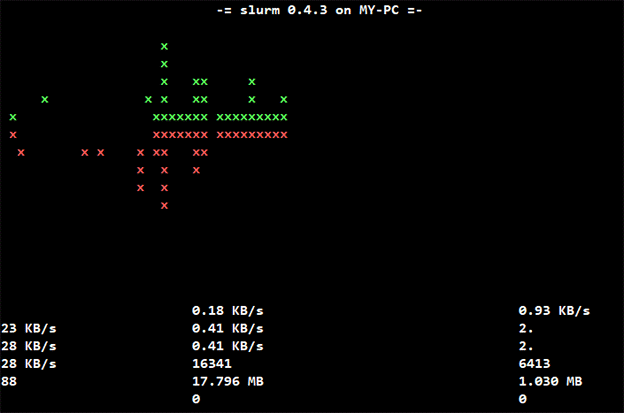 -= slurm 0.4.3 on MY-PC =-
x
x
x xx x
x x x xx x x
x xxxxxxx xxxxxxxxx
x xxxxxxx xxxxxxxxx
x x x x xx xx
x x x
x x
x
0.18 KB/s 0.93 KB/s
23 KB/s 0.41 KB/s 2.
28 KB/s 0.41 KB/s 2.
28 KB/s 16341 6413
88 17.796 MB 1.030 MB
0 0